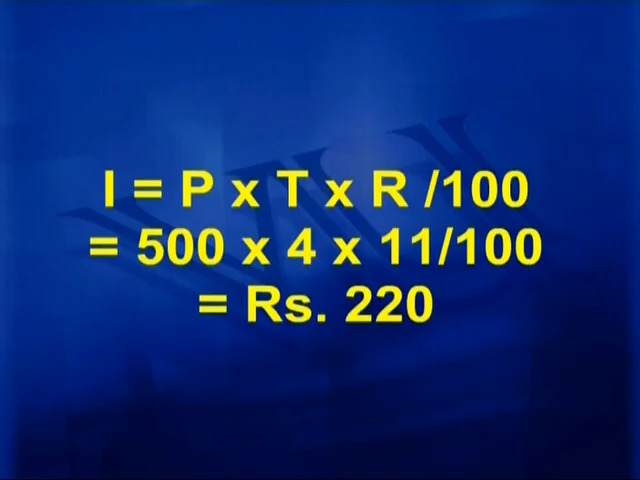 I = P x T x R /100
= 500 x 4 x 11/100
= Rs. 220